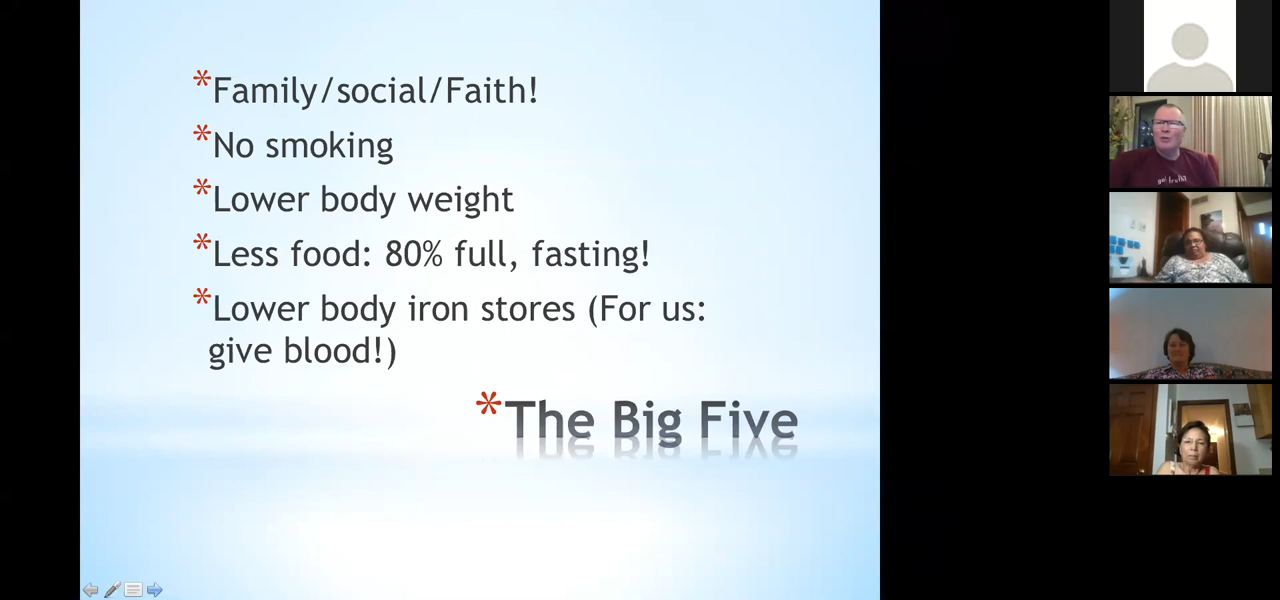 *Family/social/Faith!
*No smoking
*Lower body weight
*Less food: 80% full, fasting!
*Lower body iron stores (For us:
give blood!)
*The Big Five